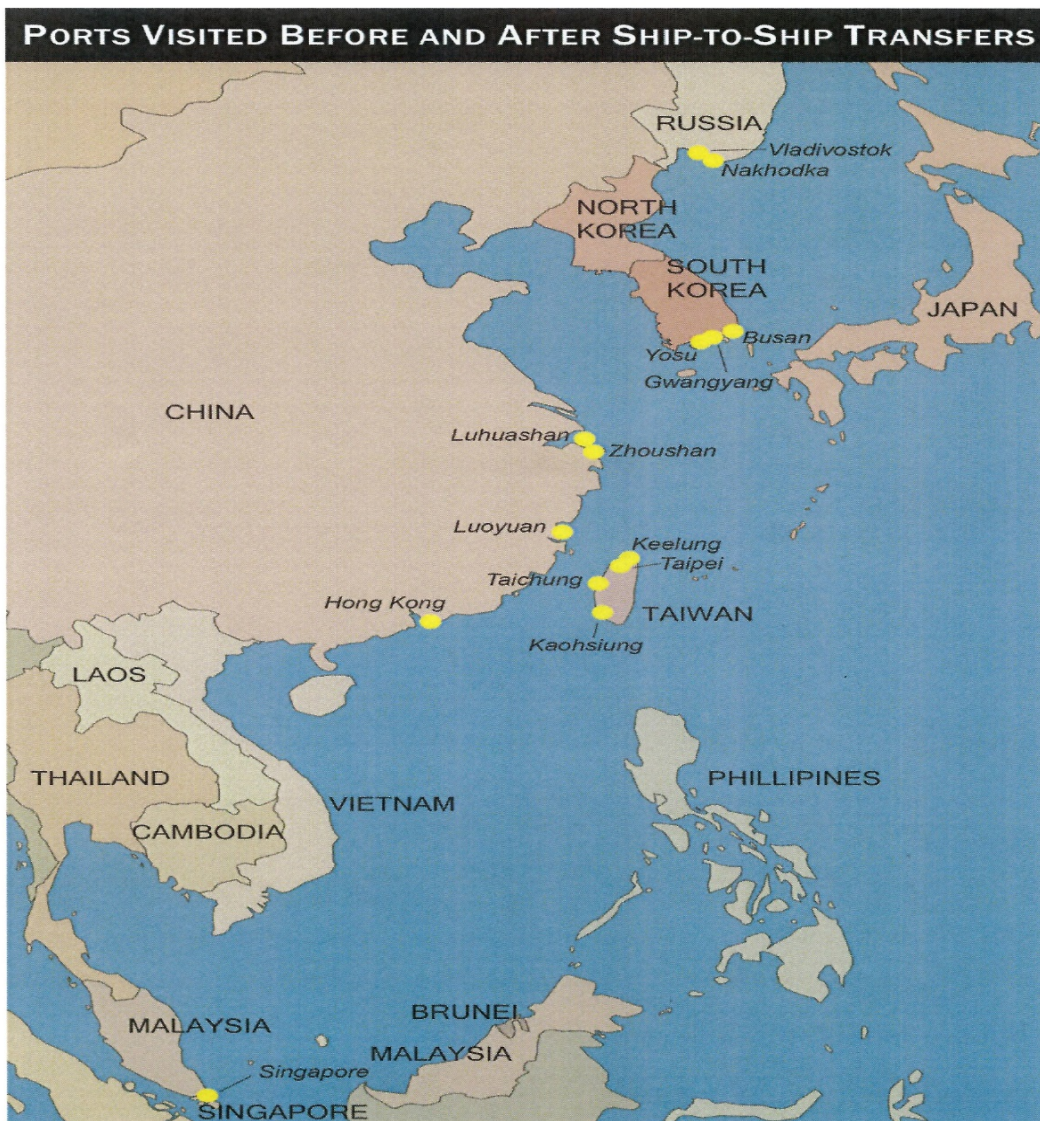 PORTS VISITED BEFORE AND AFTER SHIP-TO-SHIP TRANSFERS
RUSSIA
Vladivostok
Nakhodka
NORTH
KOREA
SOUTH
KOREA
JAPAN
Busan
Yosu
Gwangyang
CHINA
Luhuashan
Zhoushan
Luoyuan
Keelung
Taipei
Taichung
Hong Kong
TAIWAN
Kaohsiung
LAOS
THAILAND
VIETNAM
PHILLIPINES
CAMBODIA
BRUNEI
MALAYSIA
MALAYSIA
Singapore
SINGAPORE